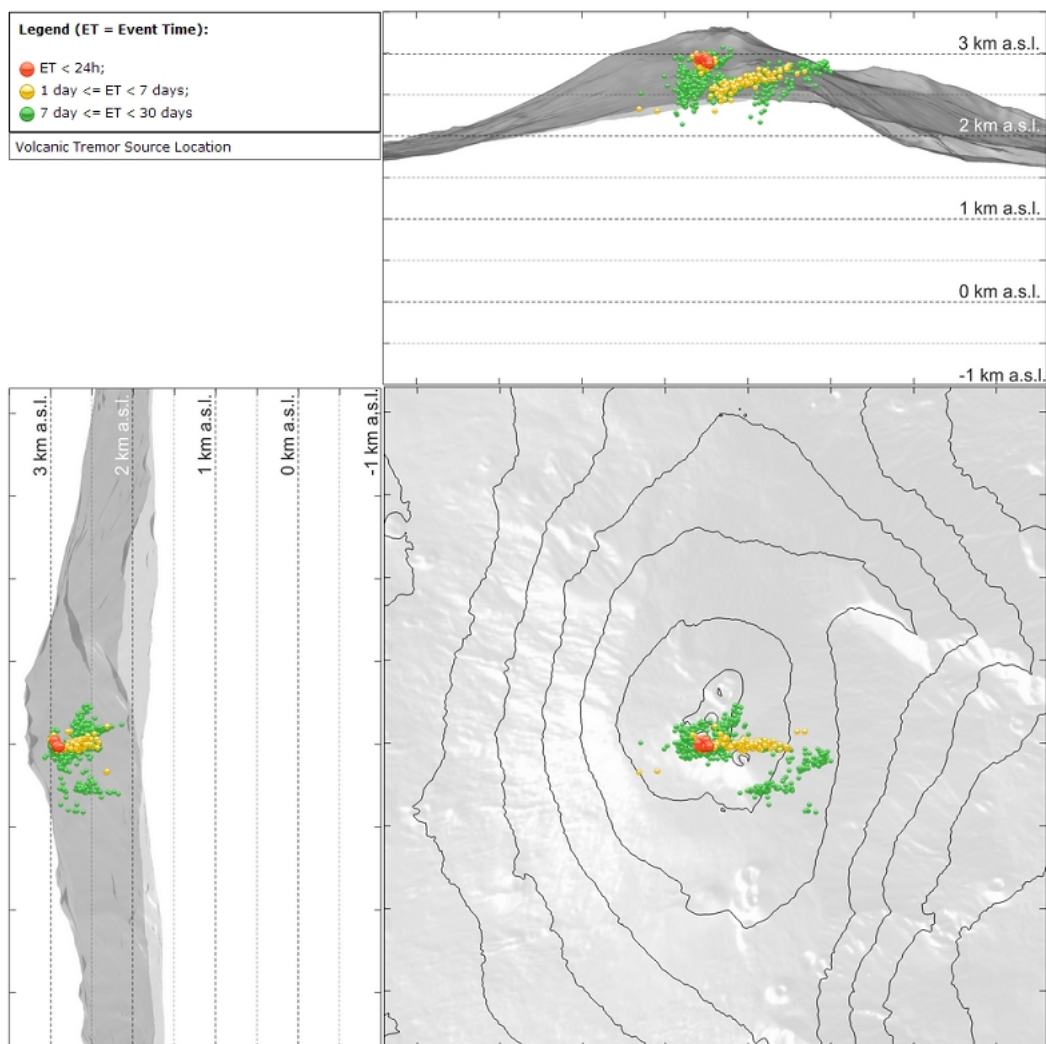 Legend (ET = Event Time):
ET < 24h;
1 day <= ET < 7 days;
7 day <= ET < 30 days
Volcanic Tremor Source Location
3 km a.s.l.
2 km a.s.l.
1 km a.s.l.
0 km a.s.l.
-1 km a.s.l.
3 km a.s.l.
2 km a.s.l.
1 km a.s.l.
0 km a.s.l.
-1 km a.s.l.